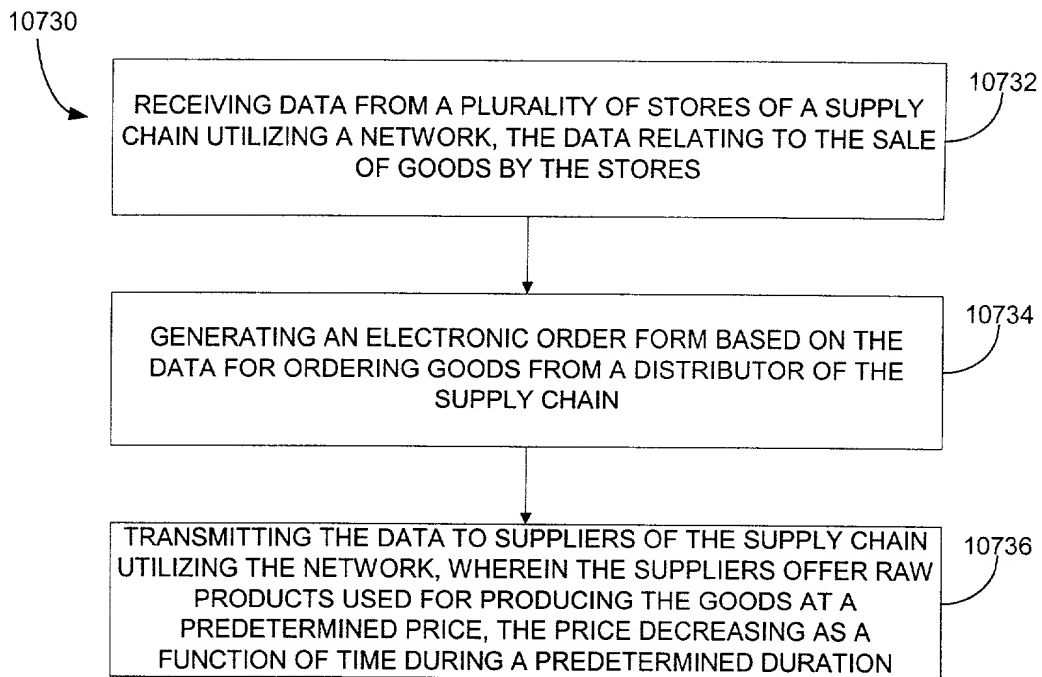 10730
10732
RECEIVING DATA FROM A PLURALITY OF STORES OF A SUPPLY
CHAIN UTILIZING A NETWORK, THE DATA RELATING TO THE SALE
OF GOODS BY THE STORES
10734
GENERATING AN ELECTRONIC ORDER FORM BASED ON THE
DATA FOR ORDERING GOODS FROM A DISTRIBUTOR OF THE
SUPPLY CHAIN
10736
TRANSMITTING THE DATA TO SUPPLIERS OF THE SUPPLY CHAIN
UTILIZING THE NETWORK, WHEREIN THE SUPPLIERS OFFER RAW
PRODUCTS USED FOR PRODUCING THE GOODS AT A
PREDETERMINED PRICE, THE PRICE DECREASING AS A
FUNCTION OF TIME DURING A PREDETERMINED DURATION